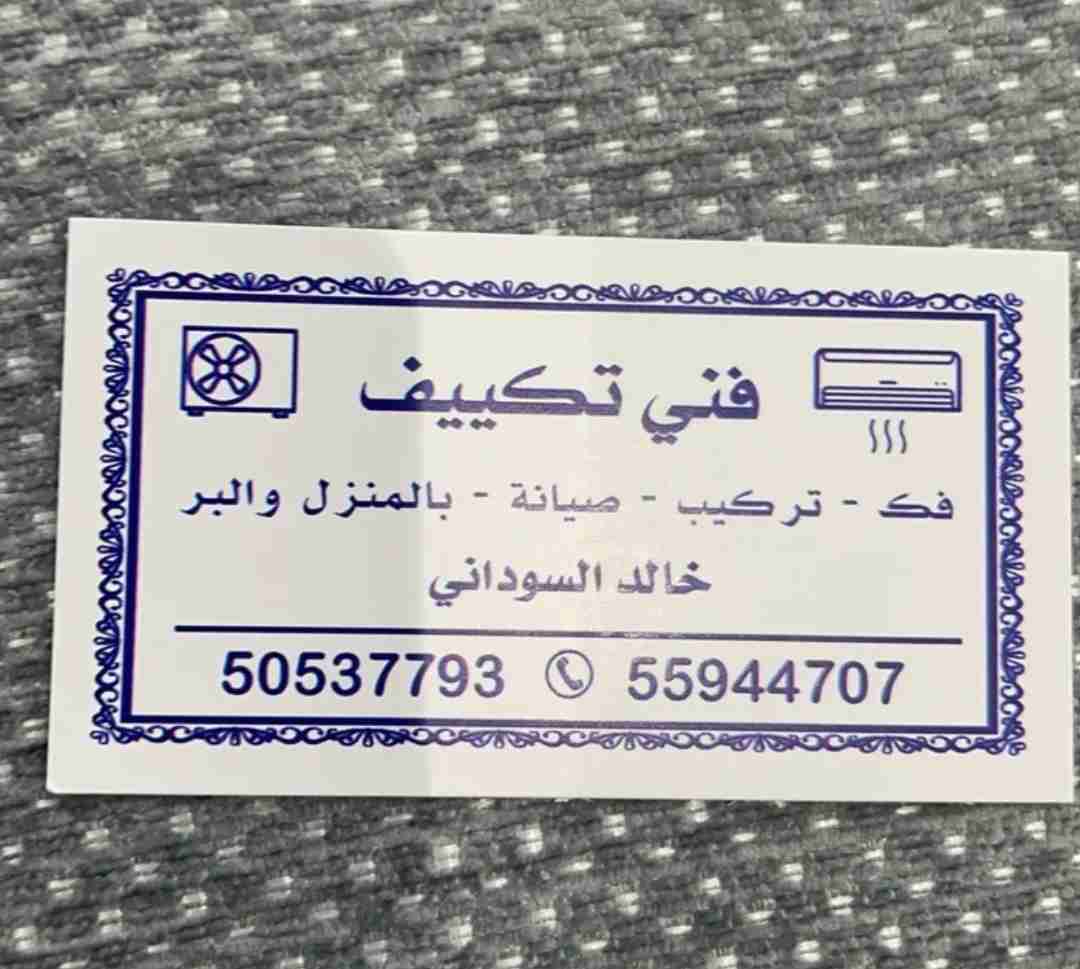 فني تكييف
فك - تركيب - صيانة - بالمنزل والبر
خالد السوداني
50537793 55944707